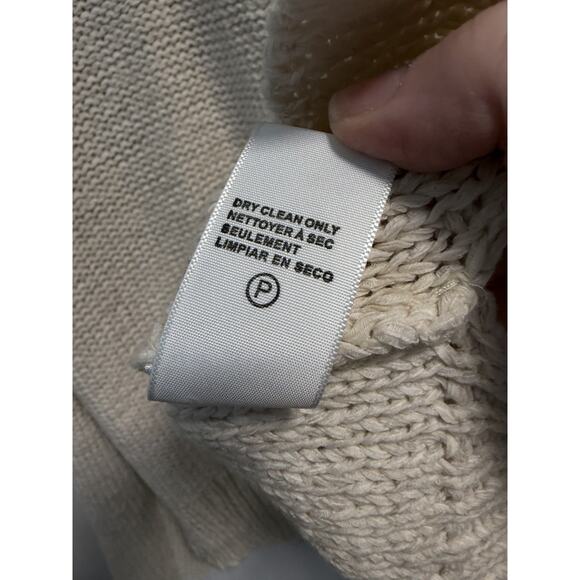 DRY CLEAN ONLY
NETTOYER À SEC
SEULEMENT
LIMPIAR EN SECO
P